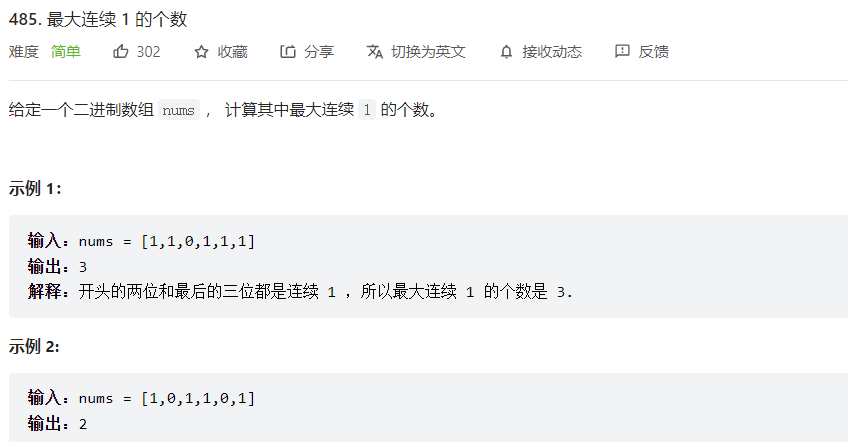 485. 最大连续 1 的个数
难度 简单 302 收藏 分享 切换为英文 接收动态 反馈
给定一个二进制数组 nums ， 计算其中最大连续 1 的个数。
示例 1：
输入：nums = [1,1,0,1,1,1]
输出：3
解释：开头的两位和最后的三位都是连续 1 ，所以最大连续 1 的个数是 3.
示例 2:
输入：nums = [1,0,1,1,0,1]
输出：2